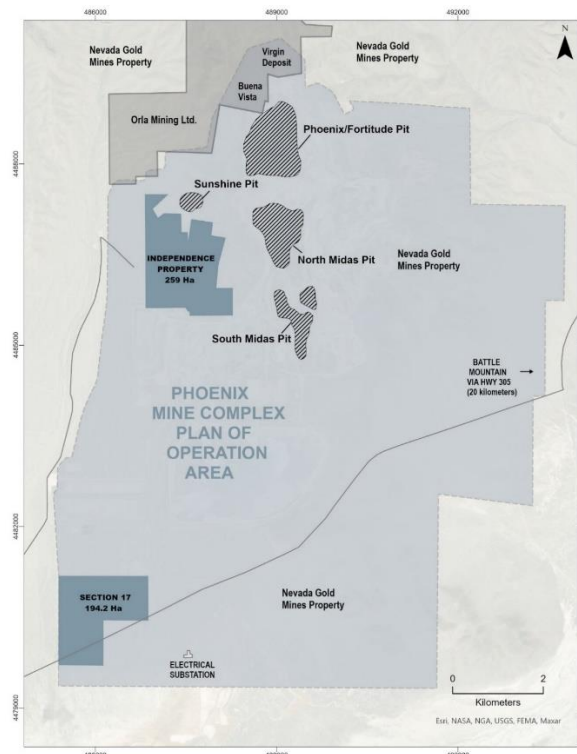 486000
489000
492000
N
Nevada Gold
Mines Property
Virgin
Deposit
Nevada Gold
Mines Property
Buena
Vista
Orla Mining Ltd.
Phoenix/Fortitude Pit
4488000
Sunshine Pit
INDEPENDENCE
PROPERTY
259 Ha
North Midas Pit
Nevada Gold
Mines Property
South Midas Pit
4485000
BATTLE
MOUNTAIN
VIA HWY 305
(20 kilometers)
PHOENIX
MINE COMPLEX
PLAN OF
OPERATION
AREA
4482000
SECTION 17
194.2 Ha
Nevada Gold
Mines Property
ELECTRICAL
SUBSTATION
0 2
Kilometers
4479000
Esri, NASA, NGA, USGS, FEMA, Maxar